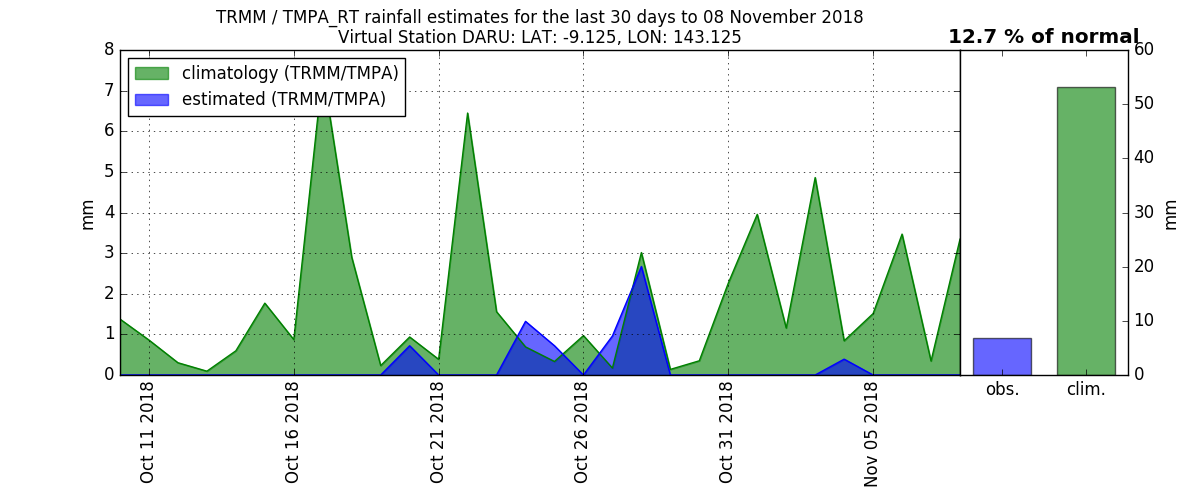 TRMM / TMPA_RT rainfall estimates for the last 30 days to 08 November 2018
Virtual Station DARU: LAT: -9.125, LON: 143.125
12.7 % of normal
climatology (TRMM/TMPA)
estimated (TRMM/TMPA)
8
7
6
5
4
3
2
1
0
mm
Oct 11 2018
Oct 16 2018
Oct 21 2018
Oct 26 2018
Oct 31 2018
Nov 05 2018
60
50
40
30
20
10
0
mm
obs.
clim.